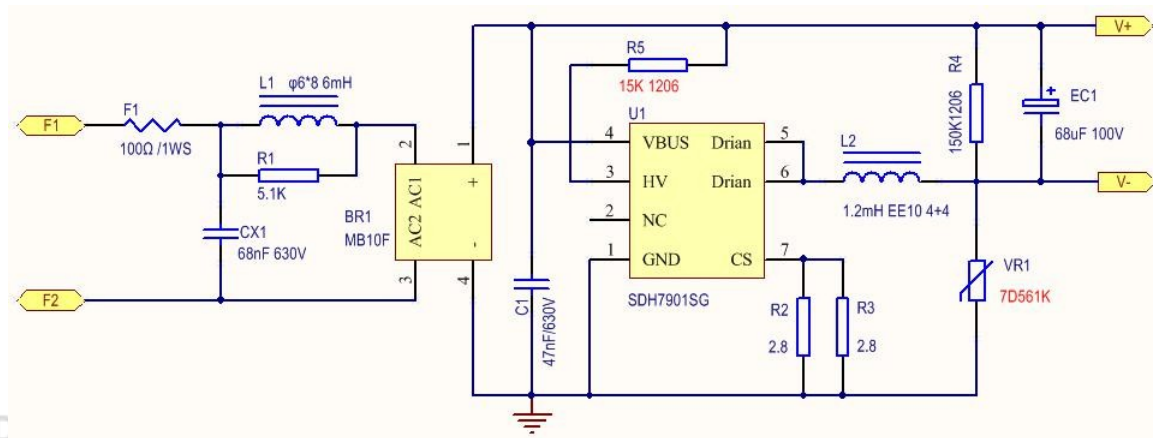 V+
R5
15K 1206
L1 φ6*8 6mH
R4
150K1206
EC1
+
68uF 100V
F1
F1
100Ω /1WS
U1
2
1
4 VBUS Drian 5
L2
R1
5.1K
3 HV Drian 6
V-
AC2 AC1
+
-
1.2mH EE10 4+4
2 NC
BR1
MB10F
CX1
68nF 630V
1 GND CS 7
VR1
7D561K
3
4
C1
47nF/630V
SDH7901SG
F2
R2
R3
2.8
2.8